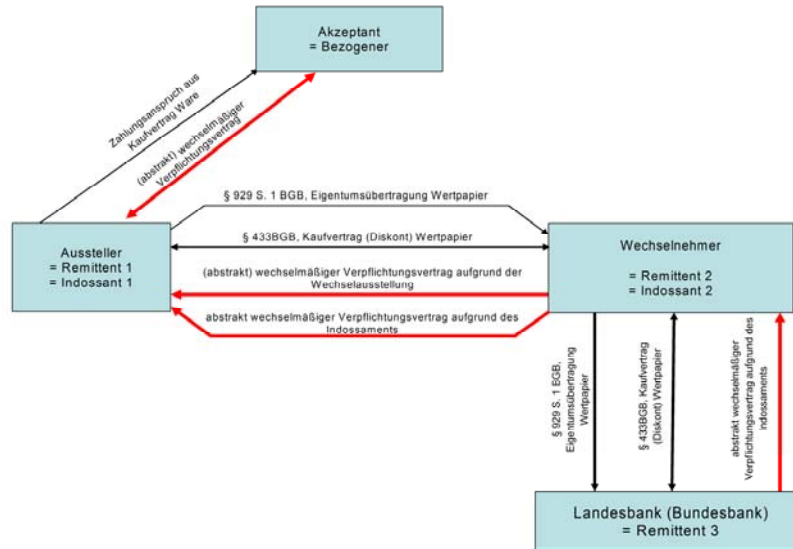 Akzeptant
= Bezogener
Zahlungsanspruch aus
Kaufvertrag Ware
(abstrakt) wechselmäßiger
Verpflichtungsvertrag
§ 929 S. 1 BGB, Eigentumsübertragung Wertpapier
§ 433BGB, Kaufvertrag (Diskont) Wertpapier
Aussteller
= Remittent 1
= Indossant 1
Wechselnehmer
= Remittent 2
= Indossant 2
(abstrakt) wechselmäßiger Verpflichtungsvertrag aufgrund der
Wechselausstellung
abstrakt wechselmäßiger Verpflichtungsvertrag aufgrund des
Indossaments
§ 929 S. 1 BGB,
Eigentumsübertragung
Wertpapier
§ 433BGB, Kaufvertrag
(Diskont) Wertpapier
abstrakt wechselmäßiger
Verpflichtungsvertrag aufgrund des
Indossaments
Landesbank (Bundesbank)
= Remittent 3